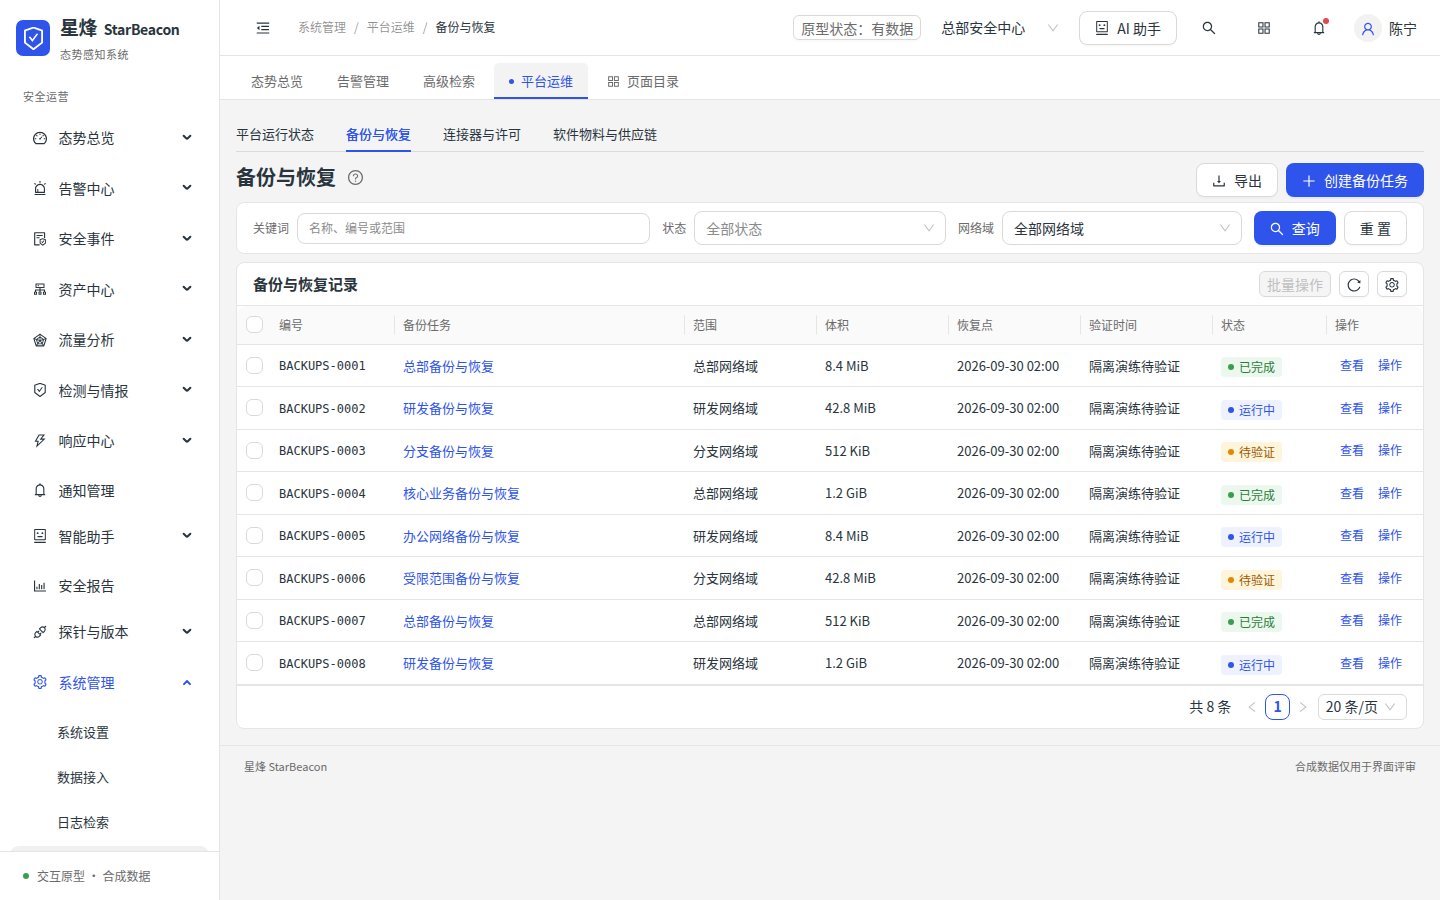 星烽 StarBeacon
态势感知系统
安全运营
态势总览
告警中心
安全事件
资产中心
流量分析
检测与情报
响应中心
通知管理
智能助手
安全报告
探针与版本
系统管理
系统设置
数据接入
日志检索
交互原型 · 合成数据
系统管理 / 平台运维 / 备份与恢复
原型状态：有数据 总部安全中心 AI 助手 陈宁
态势总览 告警管理 高级检索 平台运维 页面目录
平台运行状态 备份与恢复 连接器与许可 软件物料与供应链
备份与恢复
导出 创建备份任务
关键词 名称、编号或范围 状态 全部状态 网络域 全部网络域 查询 重 置
备份与恢复记录 批量操作
编号 备份任务 范围 体积 恢复点 验证时间 状态 操作
BACKUPS-0001 总部备份与恢复 总部网络域 8.4 MiB 2026-09-30 02:00 隔离演练待验证 已完成 查看 操作
BACKUPS-0002 研发备份与恢复 研发网络域 42.8 MiB 2026-09-30 02:00 隔离演练待验证 运行中 查看 操作
BACKUPS-0003 分支备份与恢复 分支网络域 512 KiB 2026-09-30 02:00 隔离演练待验证 待验证 查看 操作
BACKUPS-0004 核心业务备份与恢复 总部网络域 1.2 GiB 2026-09-30 02:00 隔离演练待验证 已完成 查看 操作
BACKUPS-0005 办公网络备份与恢复 研发网络域 8.4 MiB 2026-09-30 02:00 隔离演练待验证 运行中 查看 操作
BACKUPS-0006 受限范围备份与恢复 分支网络域 42.8 MiB 2026-09-30 02:00 隔离演练待验证 待验证 查看 操作
BACKUPS-0007 总部备份与恢复 总部网络域 512 KiB 2026-09-30 02:00 隔离演练待验证 已完成 查看 操作
BACKUPS-0008 研发备份与恢复 研发网络域 1.2 GiB 2026-09-30 02:00 隔离演练待验证 运行中 查看 操作
共 8 条 1 20 条/页
星烽 StarBeacon 合成数据仅用于界面评审